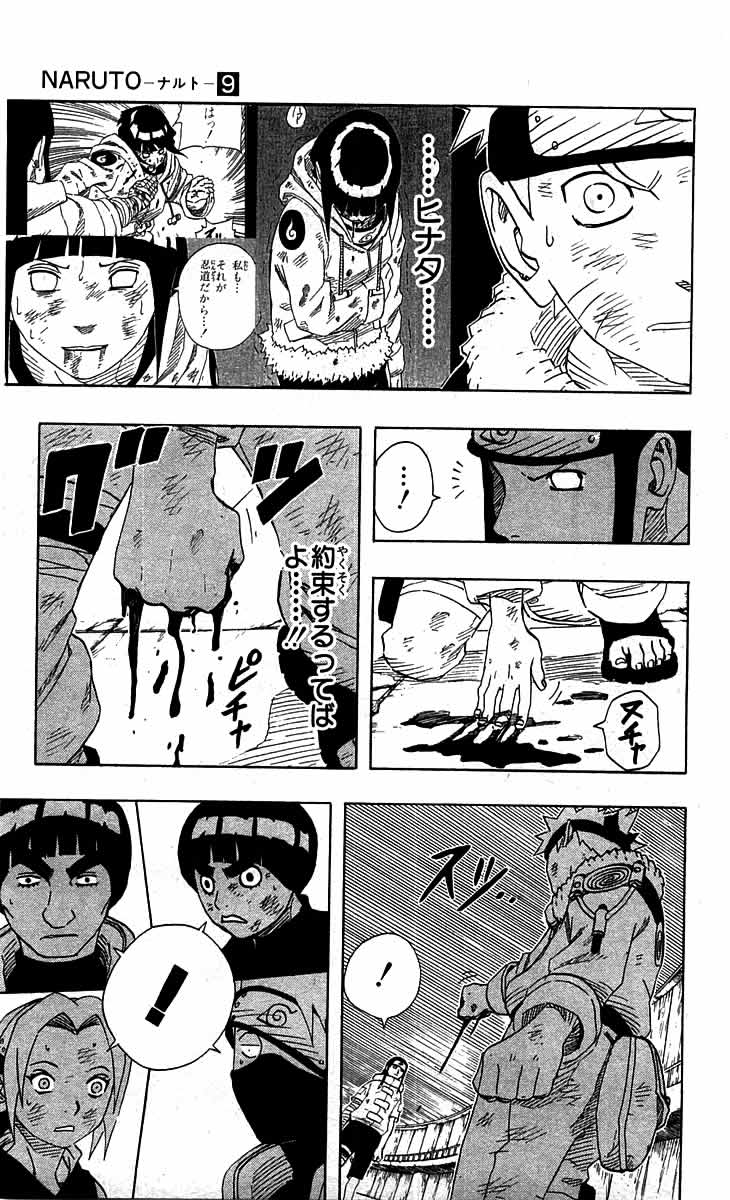 NARUTO―ナルト―9
……ヒナタ……
はっ！
私も…
それが
忍道だから…！
…！
ヌチャ
ググ
約束するってば
よ………!!
ピチャ
スッ
！
！